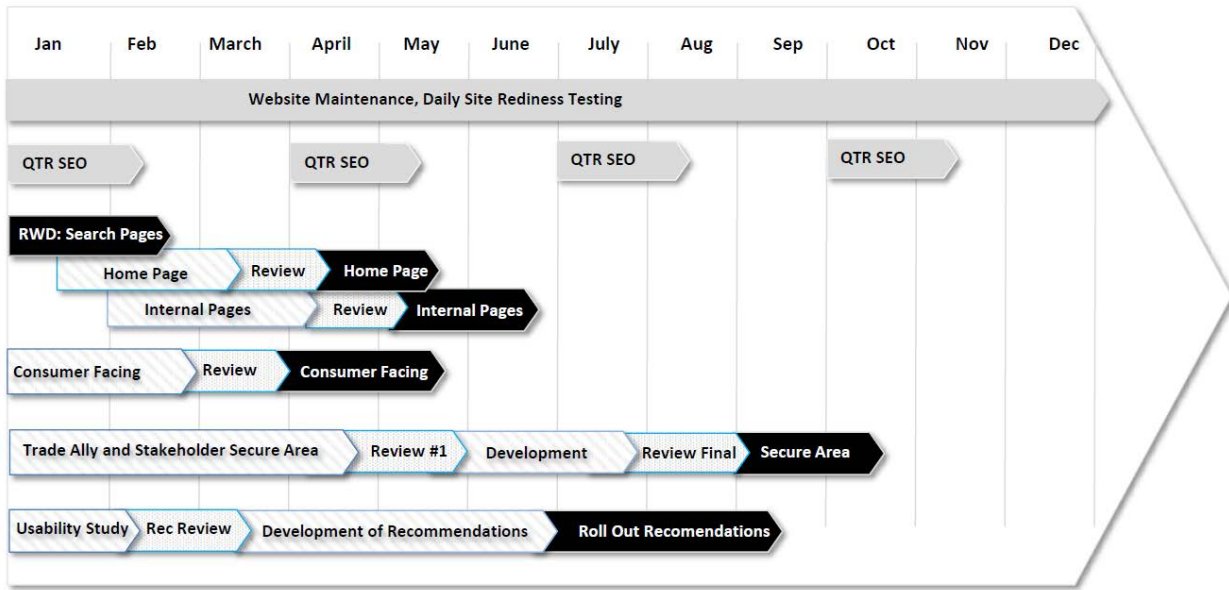 Jan Feb March April May June July Aug Sep Oct Nov Dec
Website Maintenance, Daily Site Rediness Testing
QTR SEO QTR SEO QTR SEO QTR SEO
RWD: Search Pages
Home Page Review Home Page
Internal Pages Review Internal Pages
Consumer Facing Review Consumer Facing
Trade Ally and Stakeholder Secure Area Review #1 Development Review Final Secure Area
Usability Study Rec Review Development of Recommendations Roll Out Recomendations